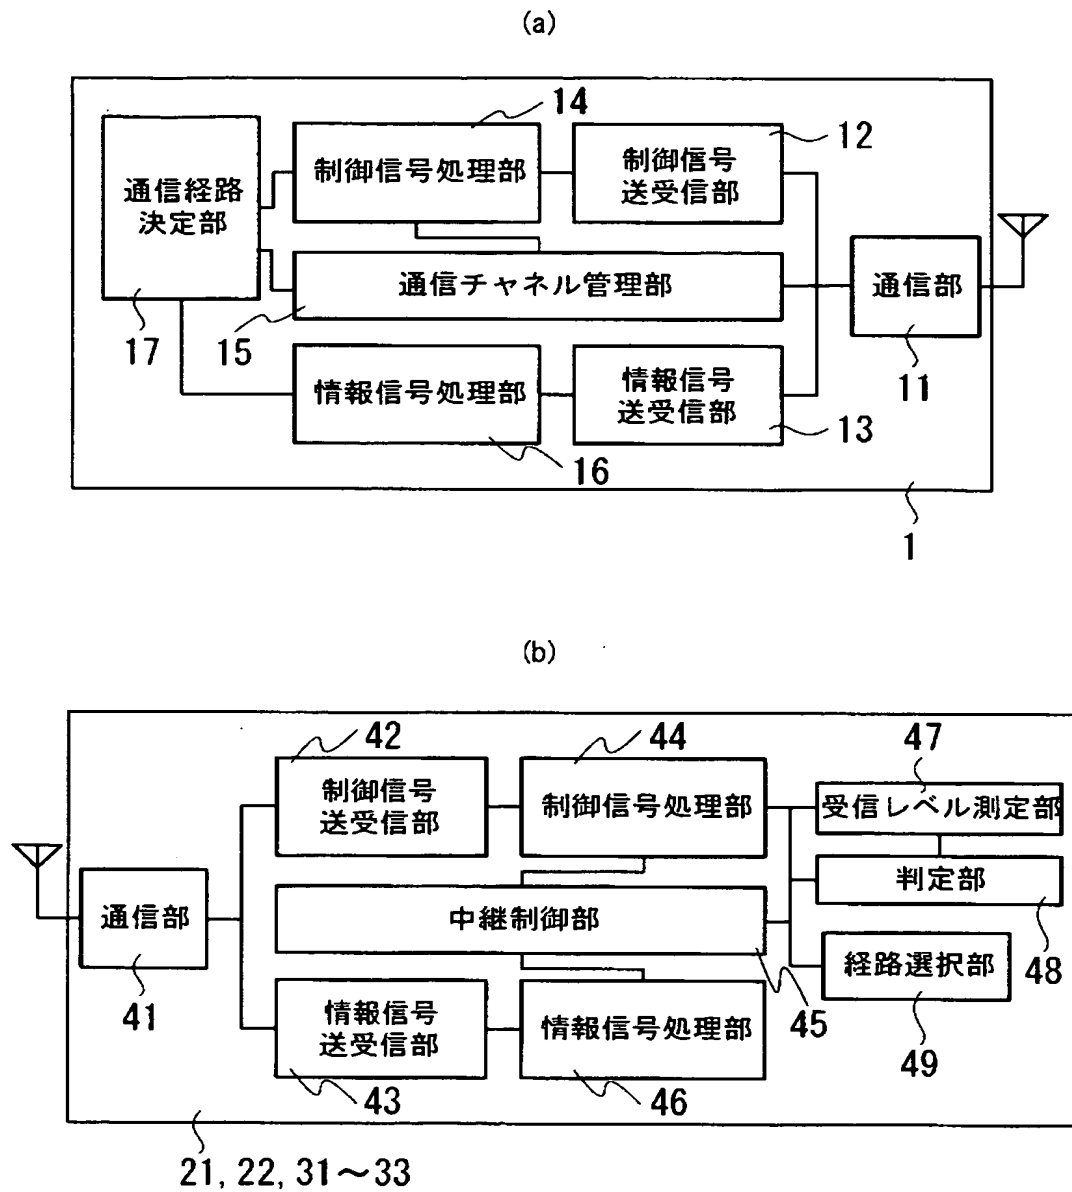 (a)
14
12
制御信号処理部
制御信号
送受信部
通信経路
決定部
通信チャネル管理部
通信部
17
15
11
情報信号処理部
情報信号
送受信部
13
16
1
(b)
42
44
47
制御信号
送受信部
制御信号処理部
受信レベル測定部
判定部
通信部
中継制御部
48
経路選択部
41
45
情報信号
送受信部
情報信号処理部
49
43
46
21, 22, 31～33